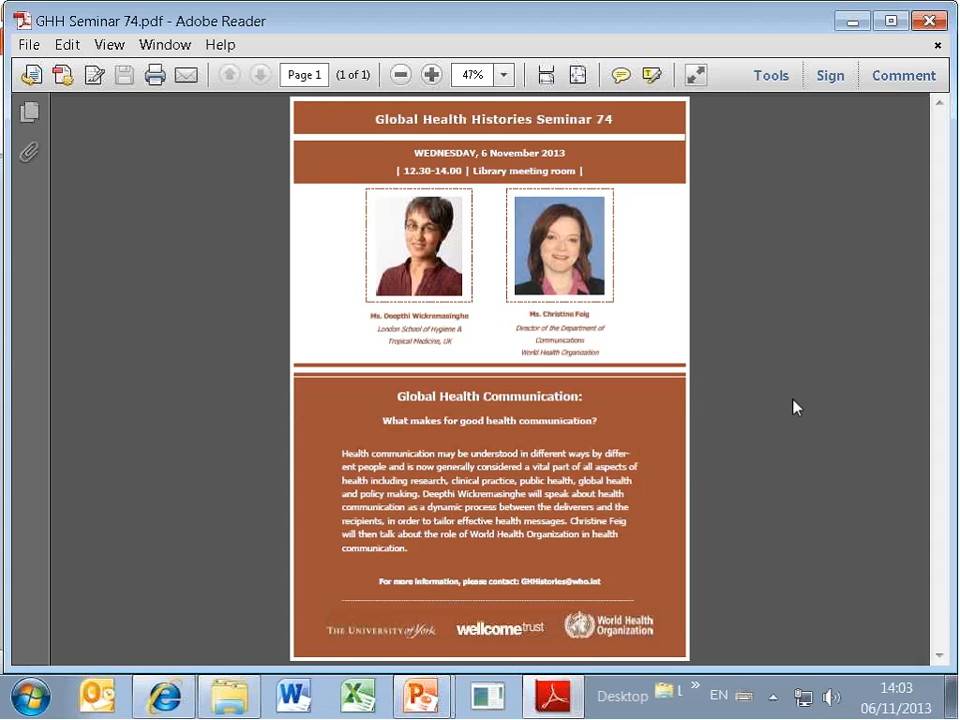 GHH Seminar 74.pdf - Adobe Reader
File Edit View Window Help
Page 1 (1 of 1) 47% Tools Sign Comment
Global Health Histories Seminar 74
WEDNESDAY, 6 November 2013
| 12.30-14.00 | Library meeting room |
Ms. Deepthi Wickremasinghe
London School of Hygiene &
Tropical Medicine, UK
Ms. Christine Feig
Director of the Department of
Communications
World Health Organization
Global Health Communication:
What makes for good health communication?
Health communication may be understood in different ways by differ-
ent people and is now generally considered a vital part of all aspects of
health including research, clinical practice, public health, global health
and policy making. Deepthi Wickremasinghe will speak about health
communication as a dynamic process between the deliverers and the
recipients, in order to tailor effective health messages. Christine Feig
will then talk about the role of World Health Organization in health
communication.
For more information, please contact: GHHistories@who.int
THE UNIVERSITY of York
wellcometrust
World Health
Organization
Desktop L » EN 14:03
06/11/2013